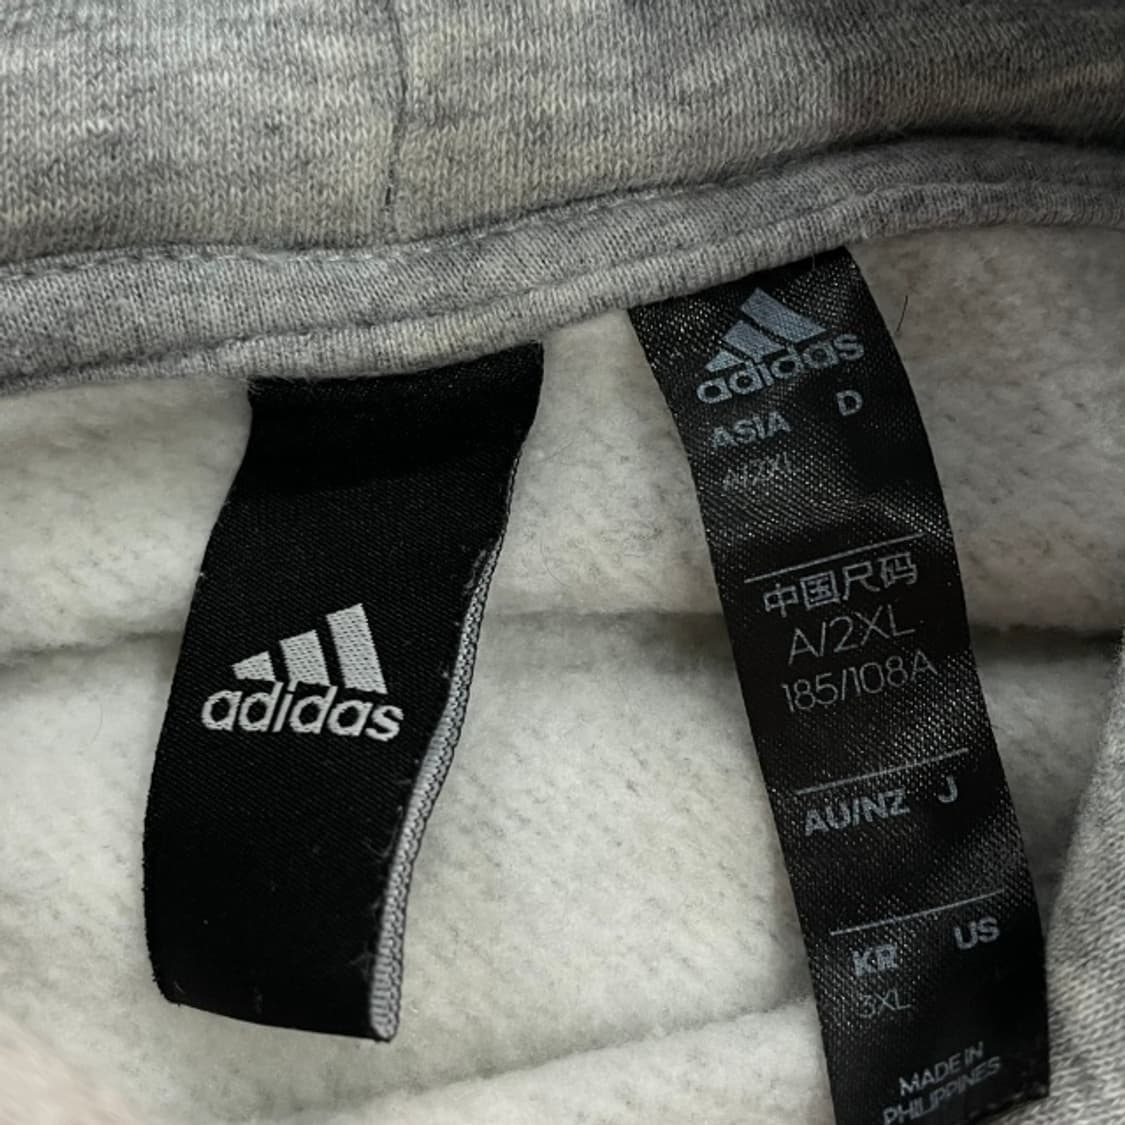 adidas
adidas
ASIA D
A/2XL
中国尺码
A/2XL
185/108A
AU/NZ J
KR US
3XL
MADE IN
PHILIPPINES